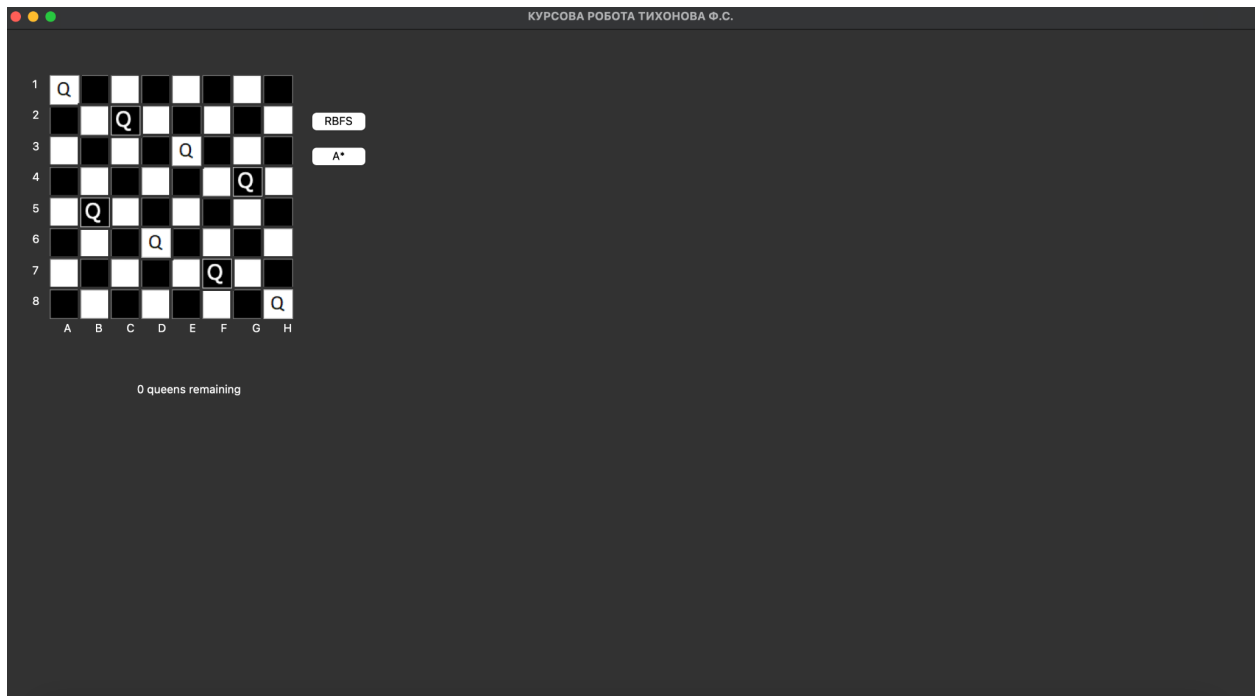 КУРСОВА РОБОТА ТИХОНОВА Ф.С.
1 Q
2 Q RBFS
3 Q A*
4 Q
5 Q
6 Q
7 Q
8 Q
A B C D E F G H
0 queens remaining